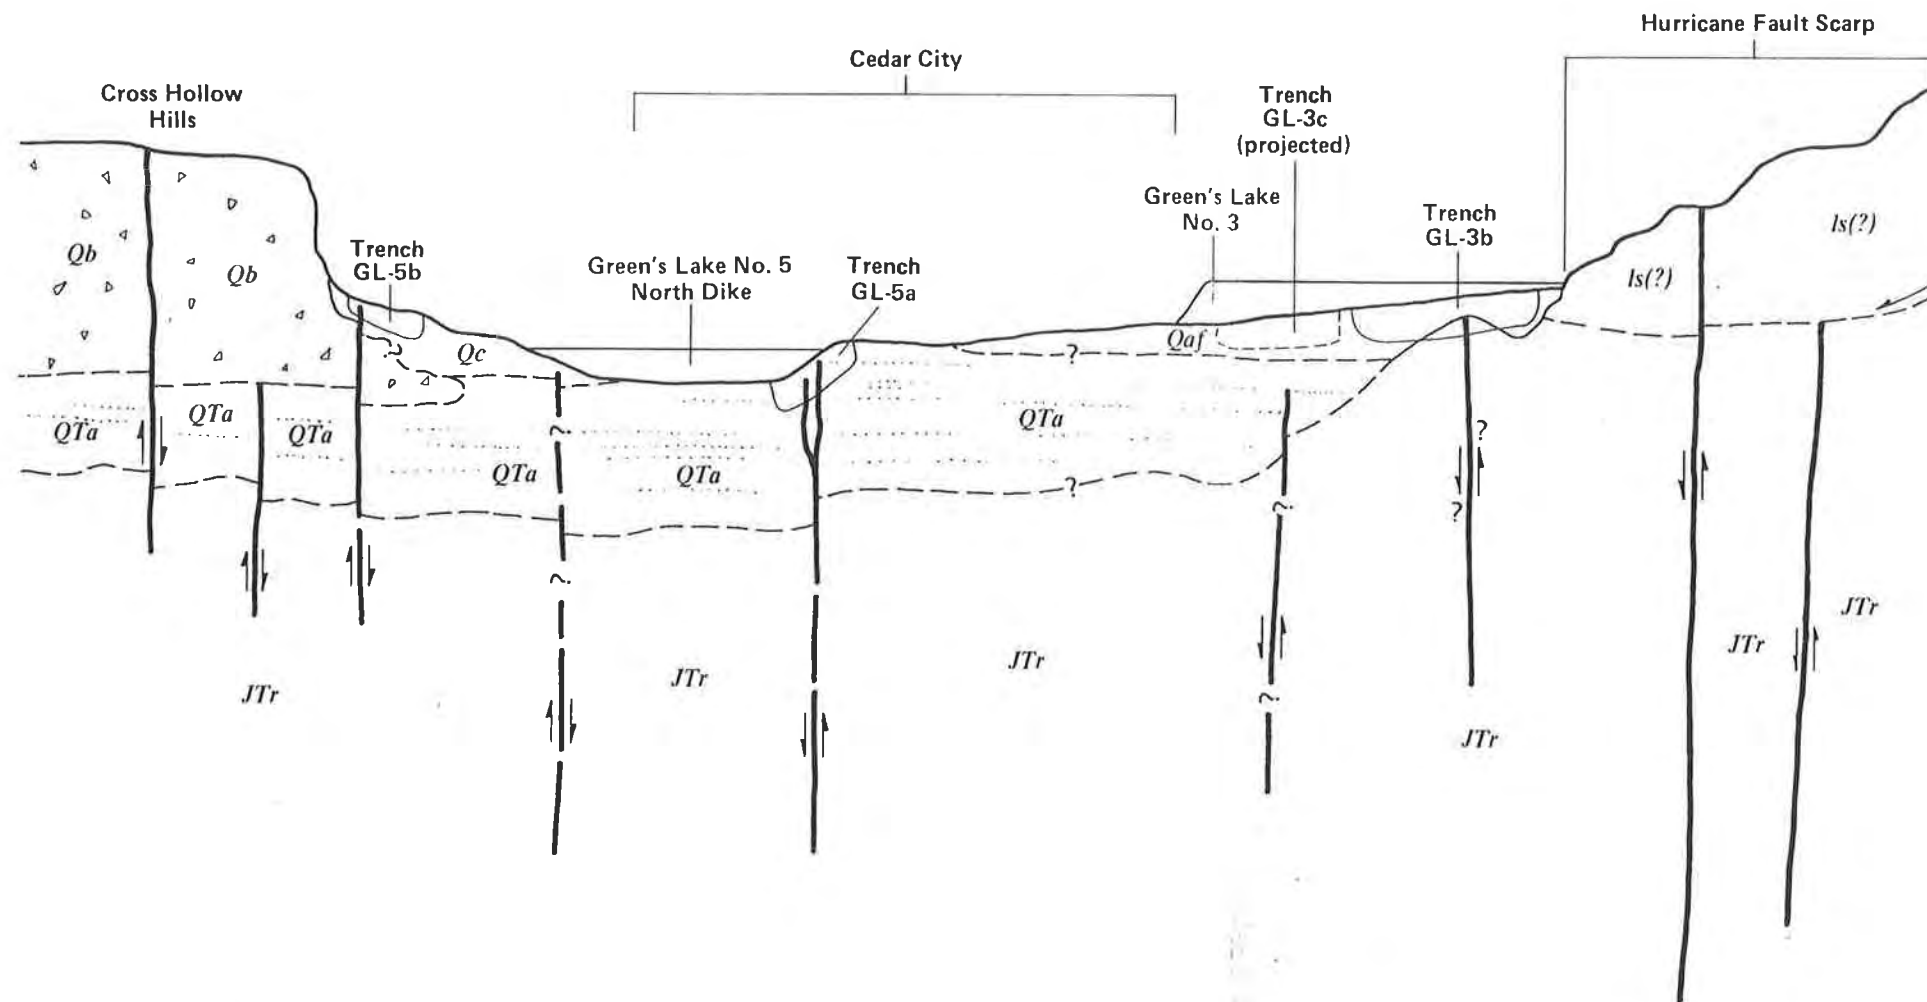 Hurricane Fault Scarp
Cedar City
Cross Hollow
Hills
Trench
GL-3c
(projected)
Green's Lake
No. 3
Trench
GL-3b
Trench
GL-5b
Green's Lake No. 5
North Dike
Trench
GL-5a
Qb
Qb
ls(?)
ls(?)
?
Qc
?
Qaf
QTa
QTa
QTa
QTa
QTa
QTa
?
?
?
?
?
?
?
?
JTr
JTr
JTr
JTr
JTr
JTr